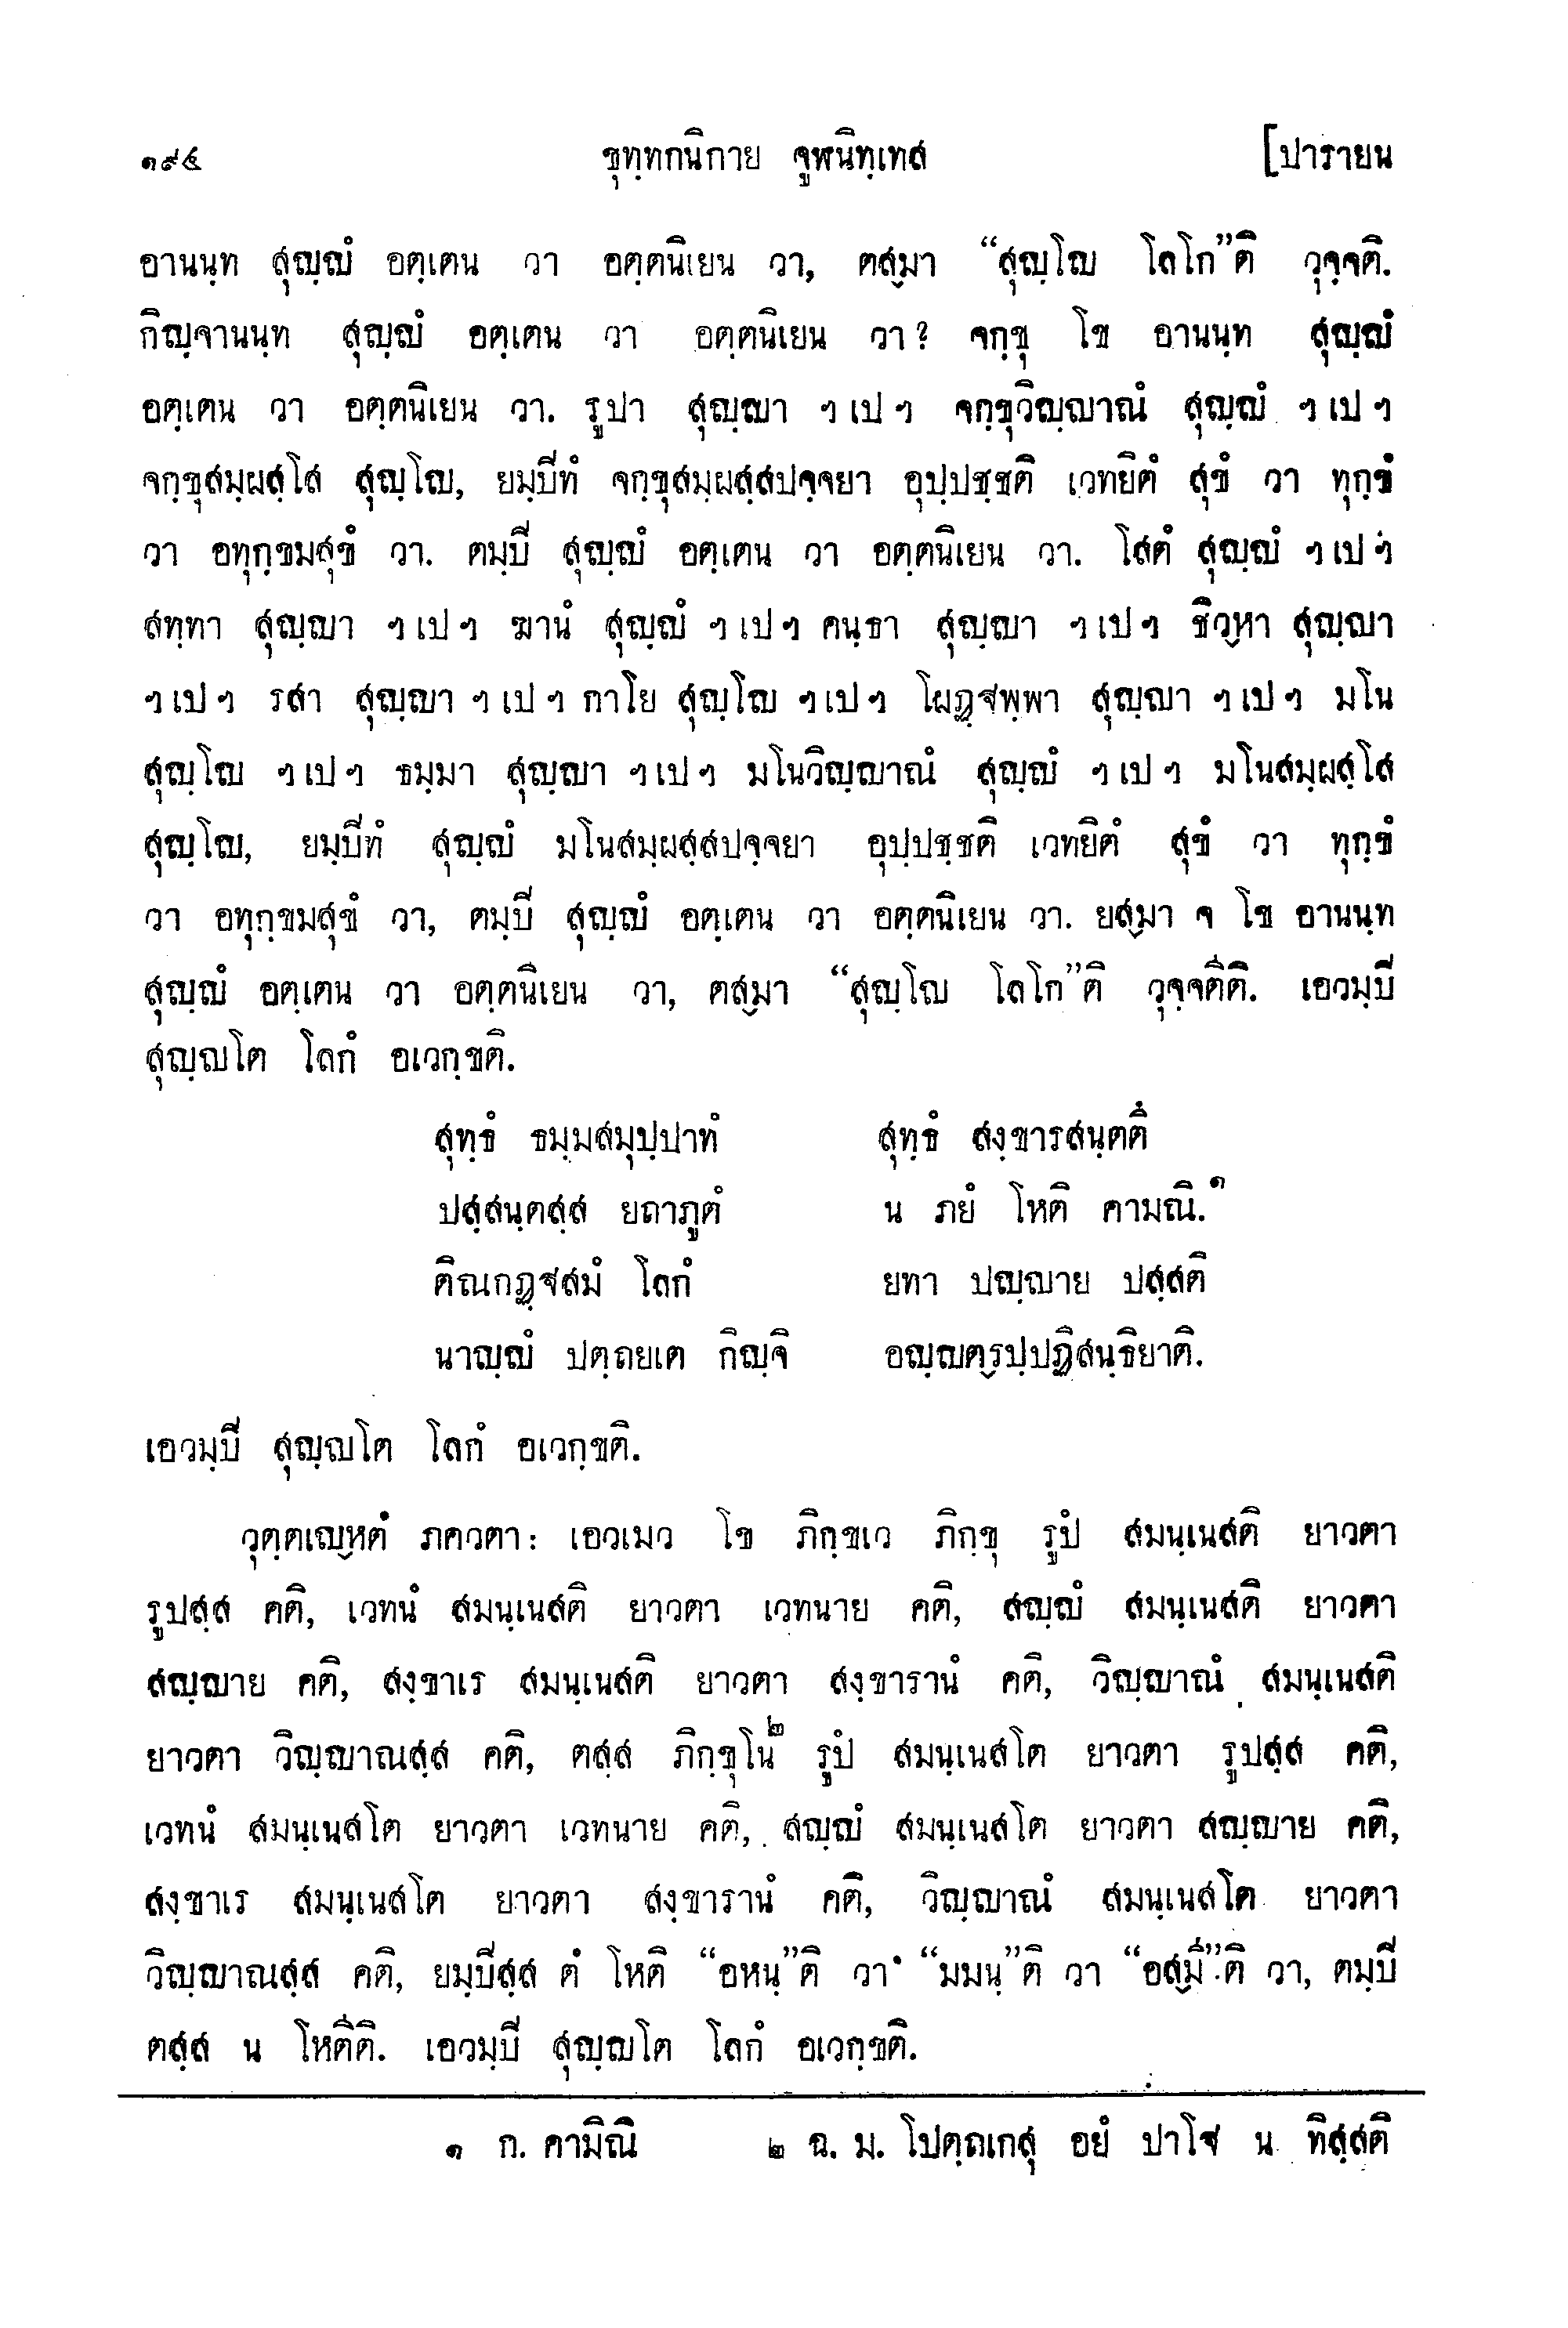 ๑๙๔ ขุทฺทกนิกาย จูฬนิทฺเทส [ปารายน
อานนฺท สุญฺญํ อตฺเตน วา อตฺตนิเยน วา, ตสฺมา “สุญฺโญ โลโก”ติ วุจฺจติ.
กิญฺจานนฺท สุญฺญํ อตฺเตน วา อตฺตนิเยน วา? จกฺขุ โข อานนฺท สุญฺญํ
อตฺเตน วา อตฺตนิเยน วา. รูปา สุญฺญา ฯ เป ฯ จกฺขุวิญฺญาณํ สุญฺญํ ฯ เป ฯ
จกฺขุสมฺผสฺโส สุญฺโญ, ยมฺปีทํ จกฺขุสมฺผสฺสปจฺจยา อุปฺปชฺชติ เวทยิตํ สุขํ วา ทุกฺขํ
วา อทุกฺขมสุขํ วา. ตมฺปิ สุญฺญํ อตฺเตน วา อตฺตนิเยน วา. โสตํ สุญฺญํ ฯ เป ฯ
สทฺทา สุญฺญา ฯ เป ฯ ฆานํ สุญฺญํ ฯ เป ฯ คนฺธา สุญฺญา ฯ เป ฯ ชิวฺหา สุญฺญา
ฯ เป ฯ รสา สุญฺญา ฯ เป ฯ กาโย สุญฺโญ ฯ เป ฯ โผฏฺฐพฺพา สุญฺญา ฯ เป ฯ มโน
สุญฺโญ ฯ เป ฯ ธมฺมา สุญฺญา ฯ เป ฯ มโนวิญฺญาณํ สุญฺญํ ฯ เป ฯ มโนสมฺผสฺโส
สุญฺโญ, ยมฺปีทํ สุญฺญํ มโนสมฺผสฺสปจฺจยา อุปฺปชฺชติ เวทยิตํ สุขํ วา ทุกฺขํ
วา อทุกฺขมสุขํ วา, ตมฺปิ สุญฺญํ อตฺเตน วา อตฺตนิเยน วา. ยสฺมา จ โข อานนฺท
สุญฺญํ อตฺเตน วา อตฺตนิเยน วา, ตสฺมา “สุญฺโญ โลโก”ติ วุจฺจตีติ. เอวมฺปิ
สุญฺญโต โลกํ อเวกฺขติ.
สุทฺธํ ธมฺมสมุปฺปาทํ สุทฺธํ สงฺขารสนฺตตึ
ปสฺสนฺตสฺส ยถาภูตํ น ภยํ โหติ คามณิ.๑
ติณกฏฺฐสมํ โลกํ ยทา ปญฺญาย ปสฺสติ
นาญฺญํ ปตฺถยเต กิญฺจิ อญฺญตฺรปฺปฏิสนฺธิยาติ.
เอวมฺปิ สุญฺญโต โลกํ อเวกฺขติ.
วุตฺตเญฺหตํ ภควตา: เอวเมว โข ภิกฺขเว ภิกฺขุ รูปํ สมนฺเนสติ ยาวตา
รูปสฺส คติ, เวทนํ สมนฺเนสติ ยาวตา เวทนาย คติ, สญฺญํ สมนฺเนสติ ยาวตา
สญฺญาย คติ, สงฺขาเร สมนฺเนสติ ยาวตา สงฺขารานํ คติ, วิญฺญาณํ สมนฺเนสติ
ยาวตา วิญฺญาณสฺส คติ, ตสฺส ภิกฺขุโน๒ รูปํ สมนฺเนสโต ยาวตา รูปสฺส คติ,
เวทนํ สมนฺเนสโต ยาวตา เวทนาย คติ, สญฺญํ สมนฺเนสโต ยาวตา สญฺญาย คติ,
สงฺขาเร สมนฺเนสโต ยาวตา สงฺขารานํ คติ, วิญฺญาณํ สมนฺเนสโต ยาวตา
วิญฺญาณสฺส คติ, ยมฺปิสฺส ตํ โหติ “อหนฺ”ติ วา “มมนฺ”ติ วา “อสฺมี”ติ วา, ตมฺปิ
ตสฺส น โหตีติ. เอวมฺปิ สุญฺญโต โลกํ อเวกฺขติ.
๑ ก. คามิณิ ๒ ฉ. ม. โปตฺถเกสุ อยํ ปาโฐ น ทิสฺสติ